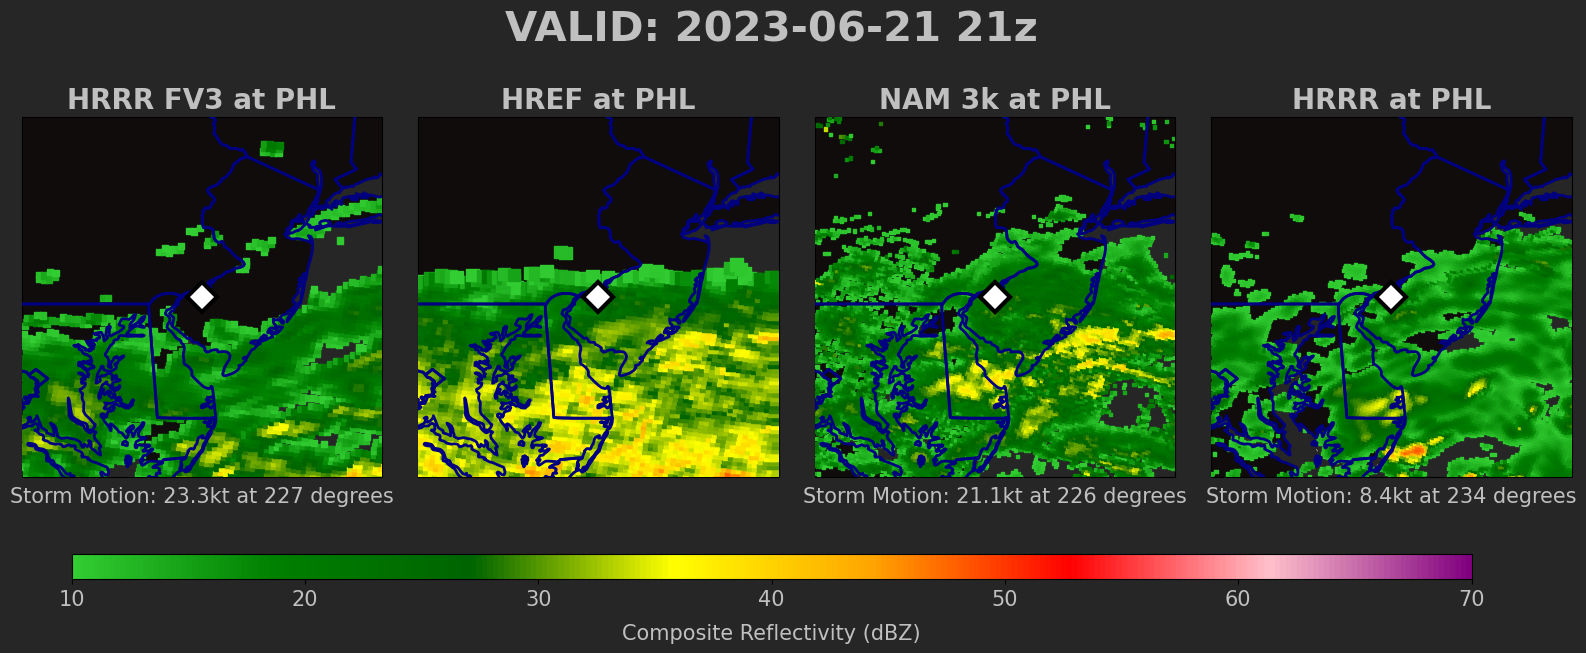 VALID: 2023-06-21 21z
HRRR FV3 at PHL
HREF at PHL
NAM 3k at PHL
HRRR at PHL
Storm Motion: 23.3kt at 227 degrees
Storm Motion: 21.1kt at 226 degrees
Storm Motion: 8.4kt at 234 degrees
10 20 30 40 50 60 70
Composite Reflectivity (dBZ)